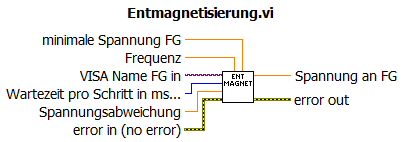 Entmagnetisierung.vi
minimale Spannung FG
Frequenz
VISA Name FG in
Wartezeit pro Schritt in ms...
Spannungsabweichung
error in (no error)
ENT
MAGNET
Spannung an FG
error out